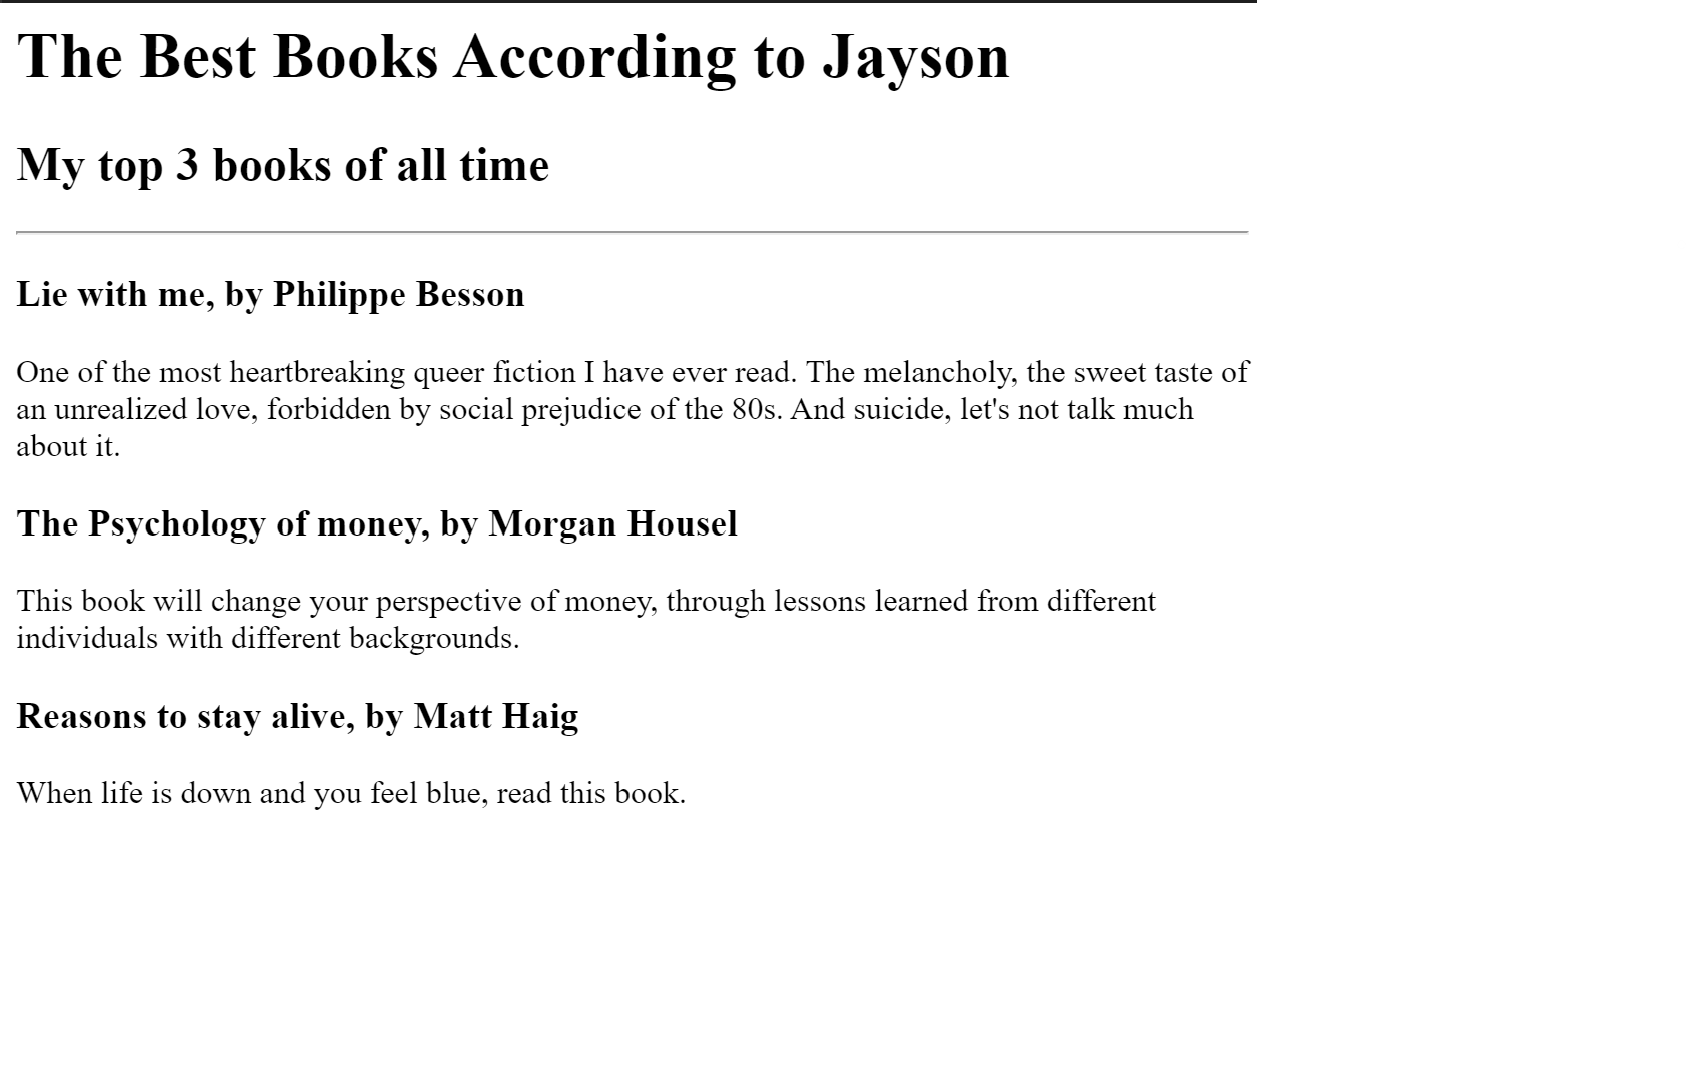 The Best Books According to Jayson
My top 3 books of all time
Lie with me, by Philippe Besson
One of the most heartbreaking queer fiction I have ever read. The melancholy, the sweet taste of
an unrealized love, forbidden by social prejudice of the 80s. And suicide, let's not talk much
about it.
The Psychology of money, by Morgan Housel
This book will change your perspective of money, through lessons learned from different
individuals with different backgrounds.
Reasons to stay alive, by Matt Haig
When life is down and you feel blue, read this book.